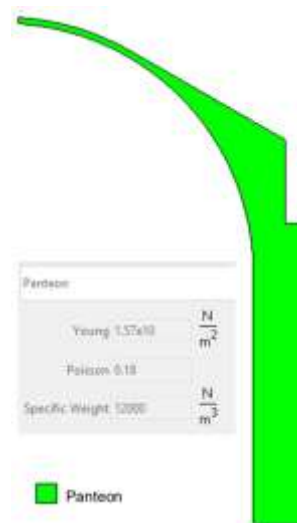 Panteon
Young 1.57x10
N
m2
Poisson 0.18
Specific Weight 12000
N
m3
Panteon